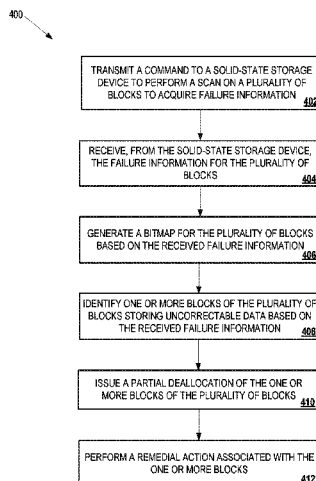 400
TRANSMIT A COMMAND TO A SOLID-STATE STORAGE
DEVICE TO PERFORM A SCAN ON A PLURALITY OF
BLOCKS TO ACQUIRE FAILURE INFORMATION
402
RECEIVE, FROM THE SOLID-STATE STORAGE DEVICE,
THE FAILURE INFORMATION FOR THE PLURALITY OF
BLOCKS
404
GENERATE A BITMAP FOR THE PLURALITY OF BLOCKS
BASED ON THE RECEIVED FAILURE INFORMATION
406
IDENTIFY ONE OR MORE BLOCKS OF THE PLURALITY OF
BLOCKS STORING UNCORRECTABLE DATA BASED ON
THE RECEIVED FAILURE INFORMATION
408
ISSUE A PARTIAL DEALLOCATION OF THE ONE OR
MORE BLOCKS OF THE PLURALITY OF BLOCKS
410
PERFORM A REMEDIAL ACTION ASSOCIATED WITH THE
ONE OR MORE BLOCKS
412